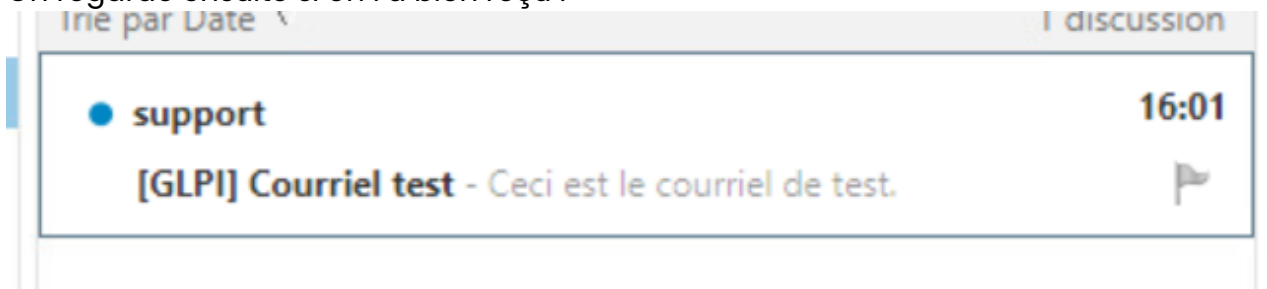 Trié par Date
1 discussion
support
16:01
[GLPI] Courriel test - Ceci est le courriel de test.